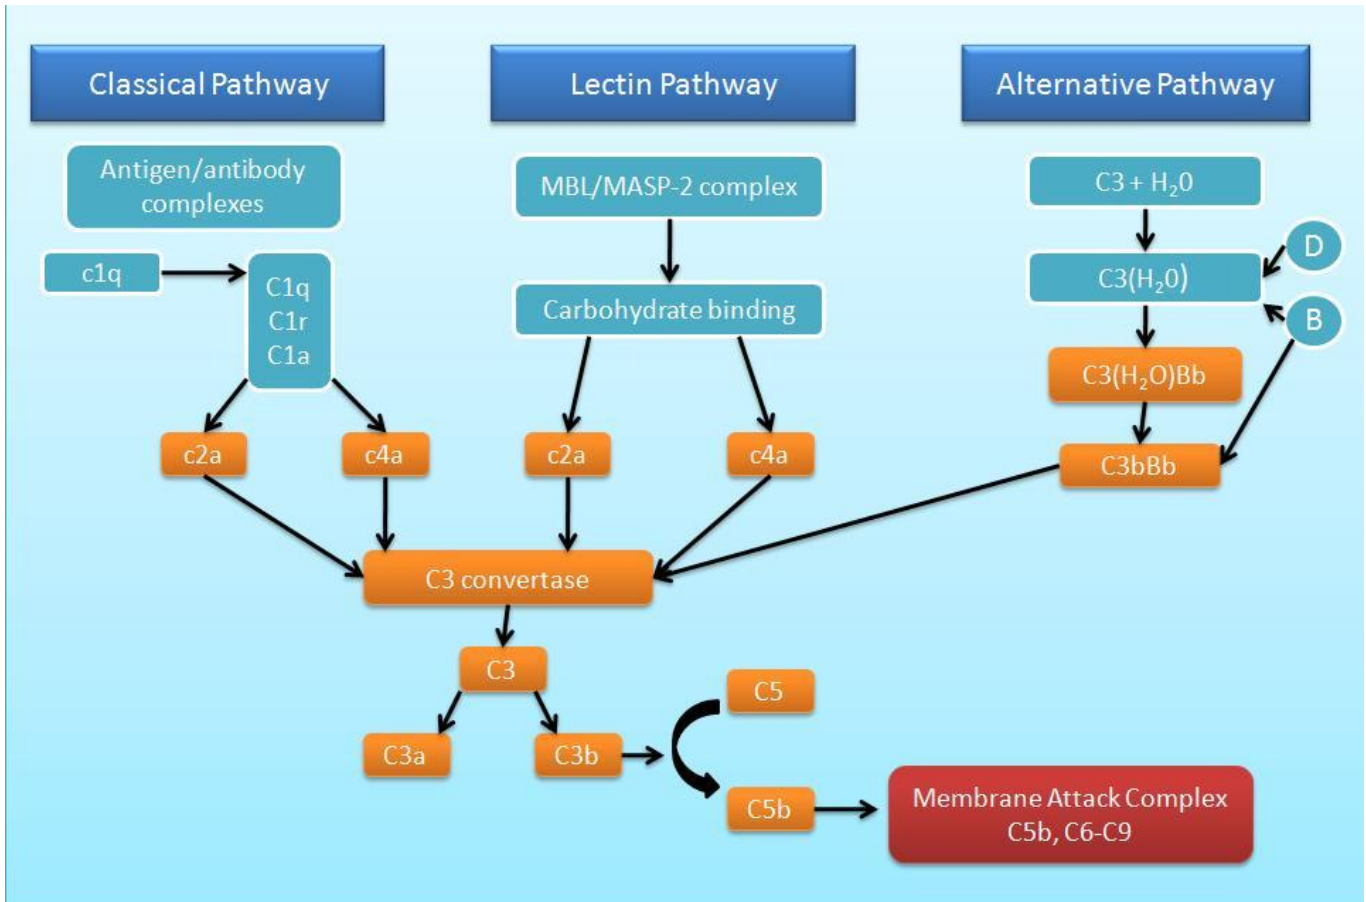 Classical Pathway
Lectin Pathway
Alternative Pathway
Antigen/antibody
complexes
MBL/MASP-2 complex
C3 + H₂0
c1q
C1q
C1r
C1a
Carbohydrate binding
C3(H₂0)
D
B
C3(H₂O)Bb
c2a
c4a
c2a
c4a
C3bBb
C3 convertase
C3
C5
C3a
C3b
C5b
Membrane Attack Complex
C5b, C6-C9